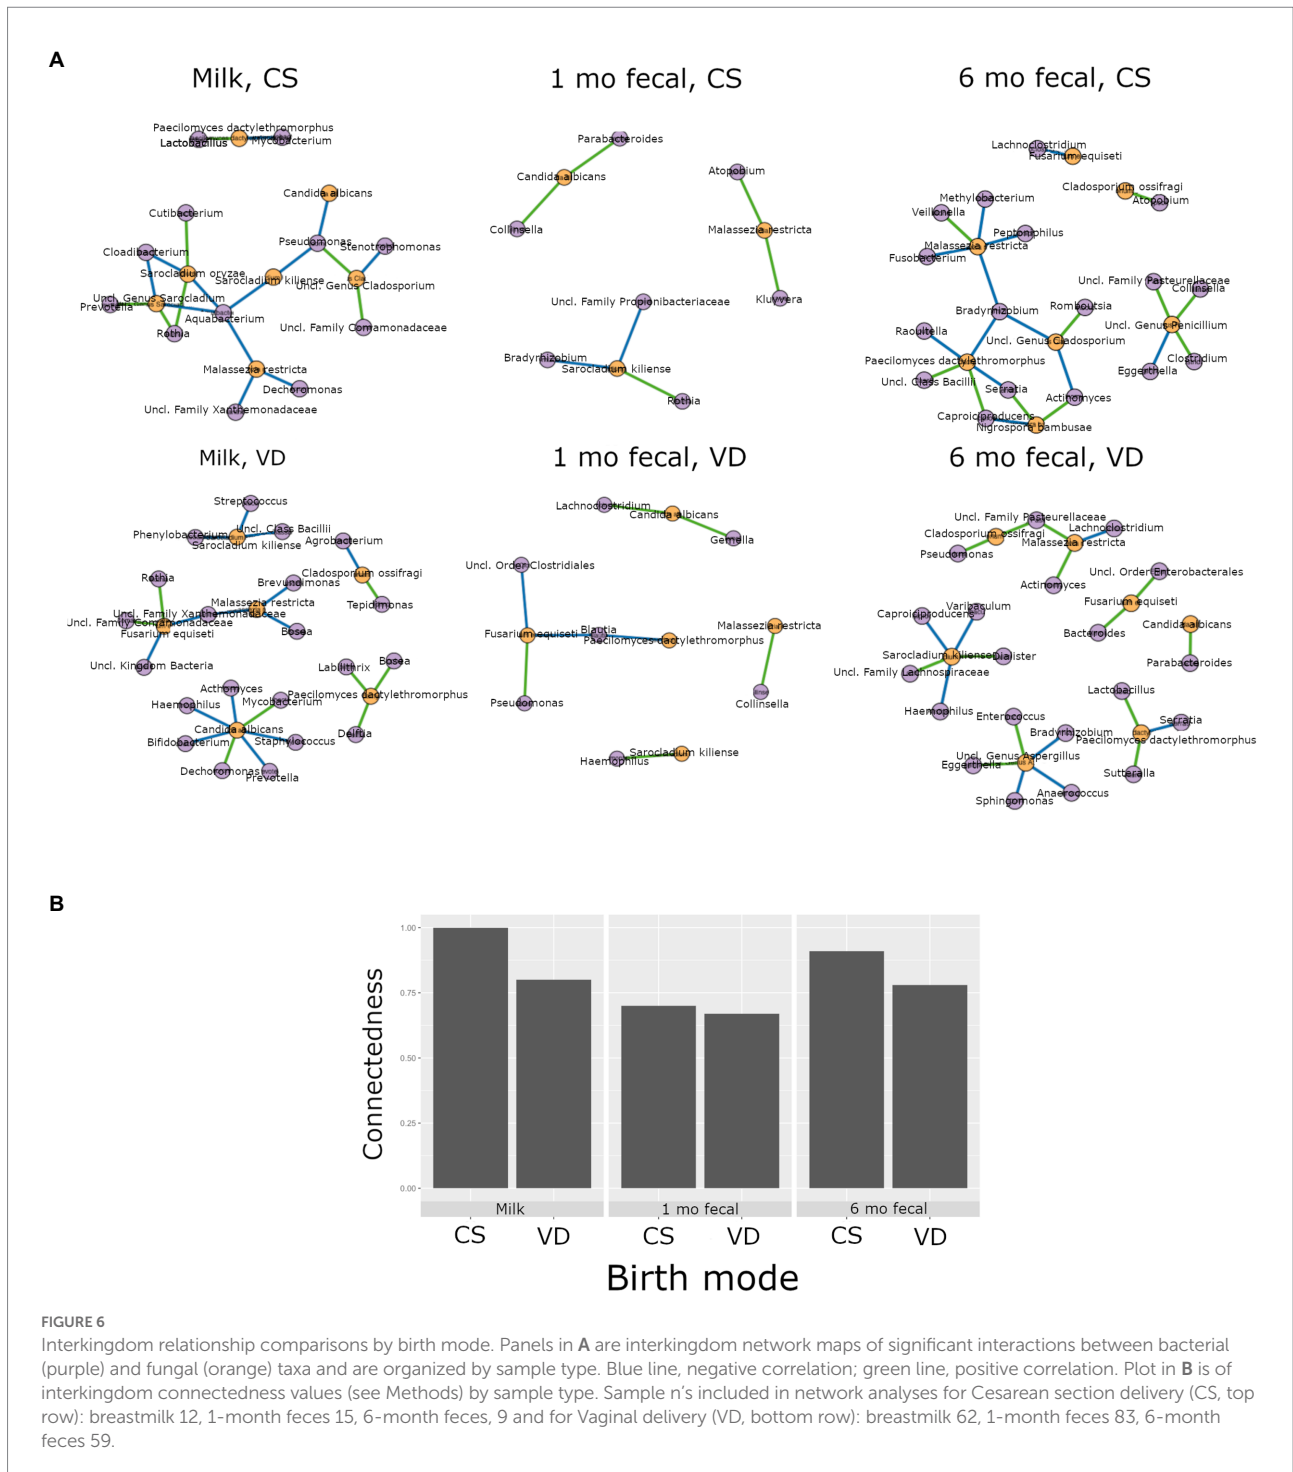 A
Milk, CS
1 mo fecal, CS
6 mo fecal, CS
Paecilomyces dactylethromorphus
Lactobacillus
Mycobacterium
Candida albicans
Cutibacterium
Pseudomonas
Stenotrophomonas
Cloadibacterium
Sarocladium oryzae
Sarocladium kiliense
Uncl. Genus Cladosporium
Uncl. Genus Sarocladium
Prevotella
Aquabacterium
Rothia
Uncl. Family Comamonadaceae
Malassezia restricta
Dechoromonas
Uncl. Family Xanthemonadaceae
Parabacteroides
Candida albicans
Collinsella
Atopobium
Malassezia restricta
Kluyvera
Uncl. Family Propionibacteriaceae
Bradyrhizobium
Sarocladium kiliense
Rothia
Lachnoclostridium
Fusarium equiseti
Cladosporium ossifragi
Atopobium
Methylobacterium
Veillonella
Peptoniphilus
Malassezia restricta
Fusobacterium
Uncl. Family Pasteurellaceae
Collinsella
Bradyrhizobium
Romboutsia
Uncl. Genus Penicillium
Raoultella
Uncl. Genus Cladosporium
Paecilomyces dactylethromorphus
Clostridium
Eggerthella
Uncl. Class Bacilli
Serratia
Actinomyces
Caproiciproducens
Nigrospora bambusae
Milk, VD
1 mo fecal, VD
6 mo fecal, VD
Streptococcus
Phenylobacterium
Uncl. Class Bacillii
Sarocladium kiliense
Agrobacterium
Cladosporium ossifragi
Tepidimonas
Rothia
Brevundimonas
Malassezia restricta
Uncl. Family Xanthemonadaceae
Uncl. Family Comamonadaceae
Fusarium equiseti
Bosea
Uncl. Kingdom Bacteria
Labilithrix
Bosea
Paecilomyces dactylethromorphus
Delftia
Acthomyces
Haemophilus
Mycobacterium
Candida albicans
Bifidobacterium
Staphylococcus
Dechoromonas
Prevotella
Lachnoclostridium
Candida albicans
Gemella
Uncl. Order Clostridiales
Fusarium equiseti
Blautia
Paecilomyces dactylethromorphus
Pseudomonas
Malassezia restricta
Collinsella
Sarocladium kiliense
Haemophilus
Uncl. Family Pasteurellaceae
Lachnoclostridium
Cladosporium ossifragi
Malassezia restricta
Pseudomonas
Actinomyces
Uncl. Order Enterobacterales
Fusarium equiseti
Bacteroides
Candida albicans
Parabacteroides
Caproiciproducens
Varibaculum
Sarocladium kiliense
Dialister
Uncl. Family Lachnospiraceae
Haemophilus
Lactobacillus
Serratia
Paecilomyces dactylethromorphus
Sutteralla
Enterococcus
Bradyrhizobium
Uncl. Genus Aspergillus
Eggerthella
Anaerococcus
Sphingomonas
B
Connectedness
1.00
0.75
0.50
0.25
0.00
Milk
1 mo fecal
6 mo fecal
CS VD CS VD CS VD
Birth mode
FIGURE 6
Interkingdom relationship comparisons by birth mode. Panels in A are interkingdom network maps of significant interactions between bacterial
(purple) and fungal (orange) taxa and are organized by sample type. Blue line, negative correlation; green line, positive correlation. Plot in B is of
interkingdom connectedness values (see Methods) by sample type. Sample n's included in network analyses for Cesarean section delivery (CS, top
row): breastmilk 12, 1-month feces 15, 6-month feces, 9 and for Vaginal delivery (VD, bottom row): breastmilk 62, 1-month feces 83, 6-month
feces 59.